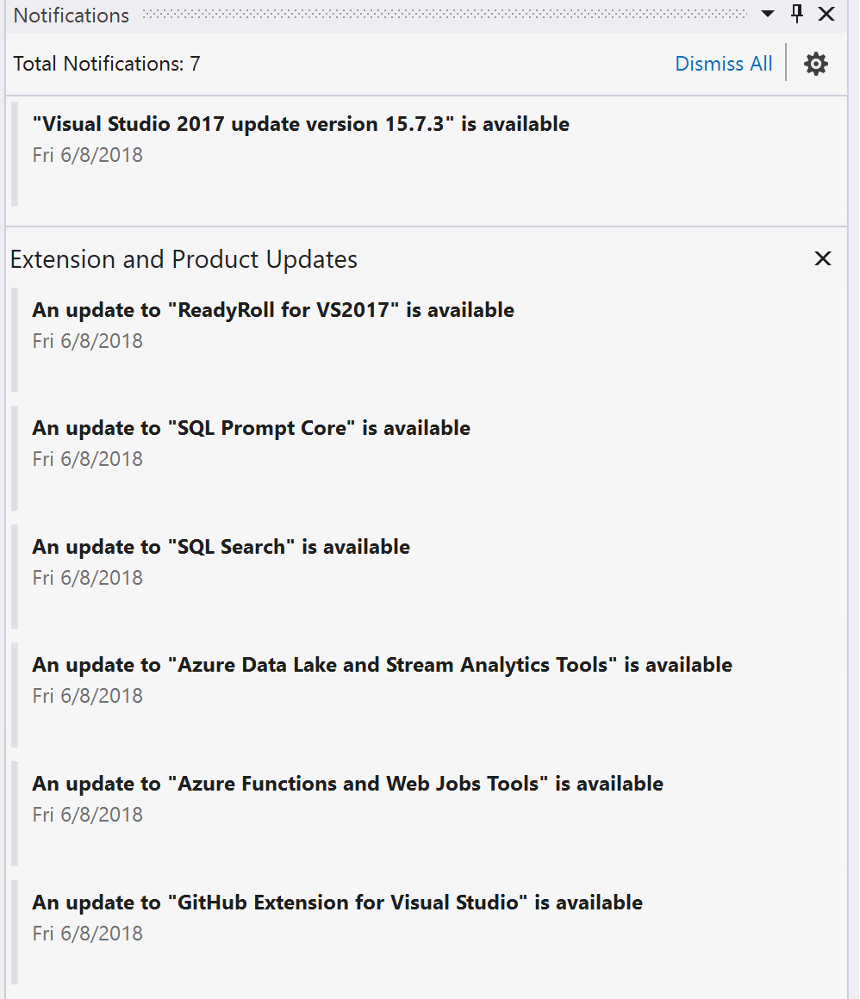 Notifications
Total Notifications: 7 Dismiss All
"Visual Studio 2017 update version 15.7.3" is available
Fri 6/8/2018
Extension and Product Updates
An update to "ReadyRoll for VS2017" is available
Fri 6/8/2018
An update to "SQL Prompt Core" is available
Fri 6/8/2018
An update to "SQL Search" is available
Fri 6/8/2018
An update to "Azure Data Lake and Stream Analytics Tools" is available
Fri 6/8/2018
An update to "Azure Functions and Web Jobs Tools" is available
Fri 6/8/2018
An update to "GitHub Extension for Visual Studio" is available
Fri 6/8/2018